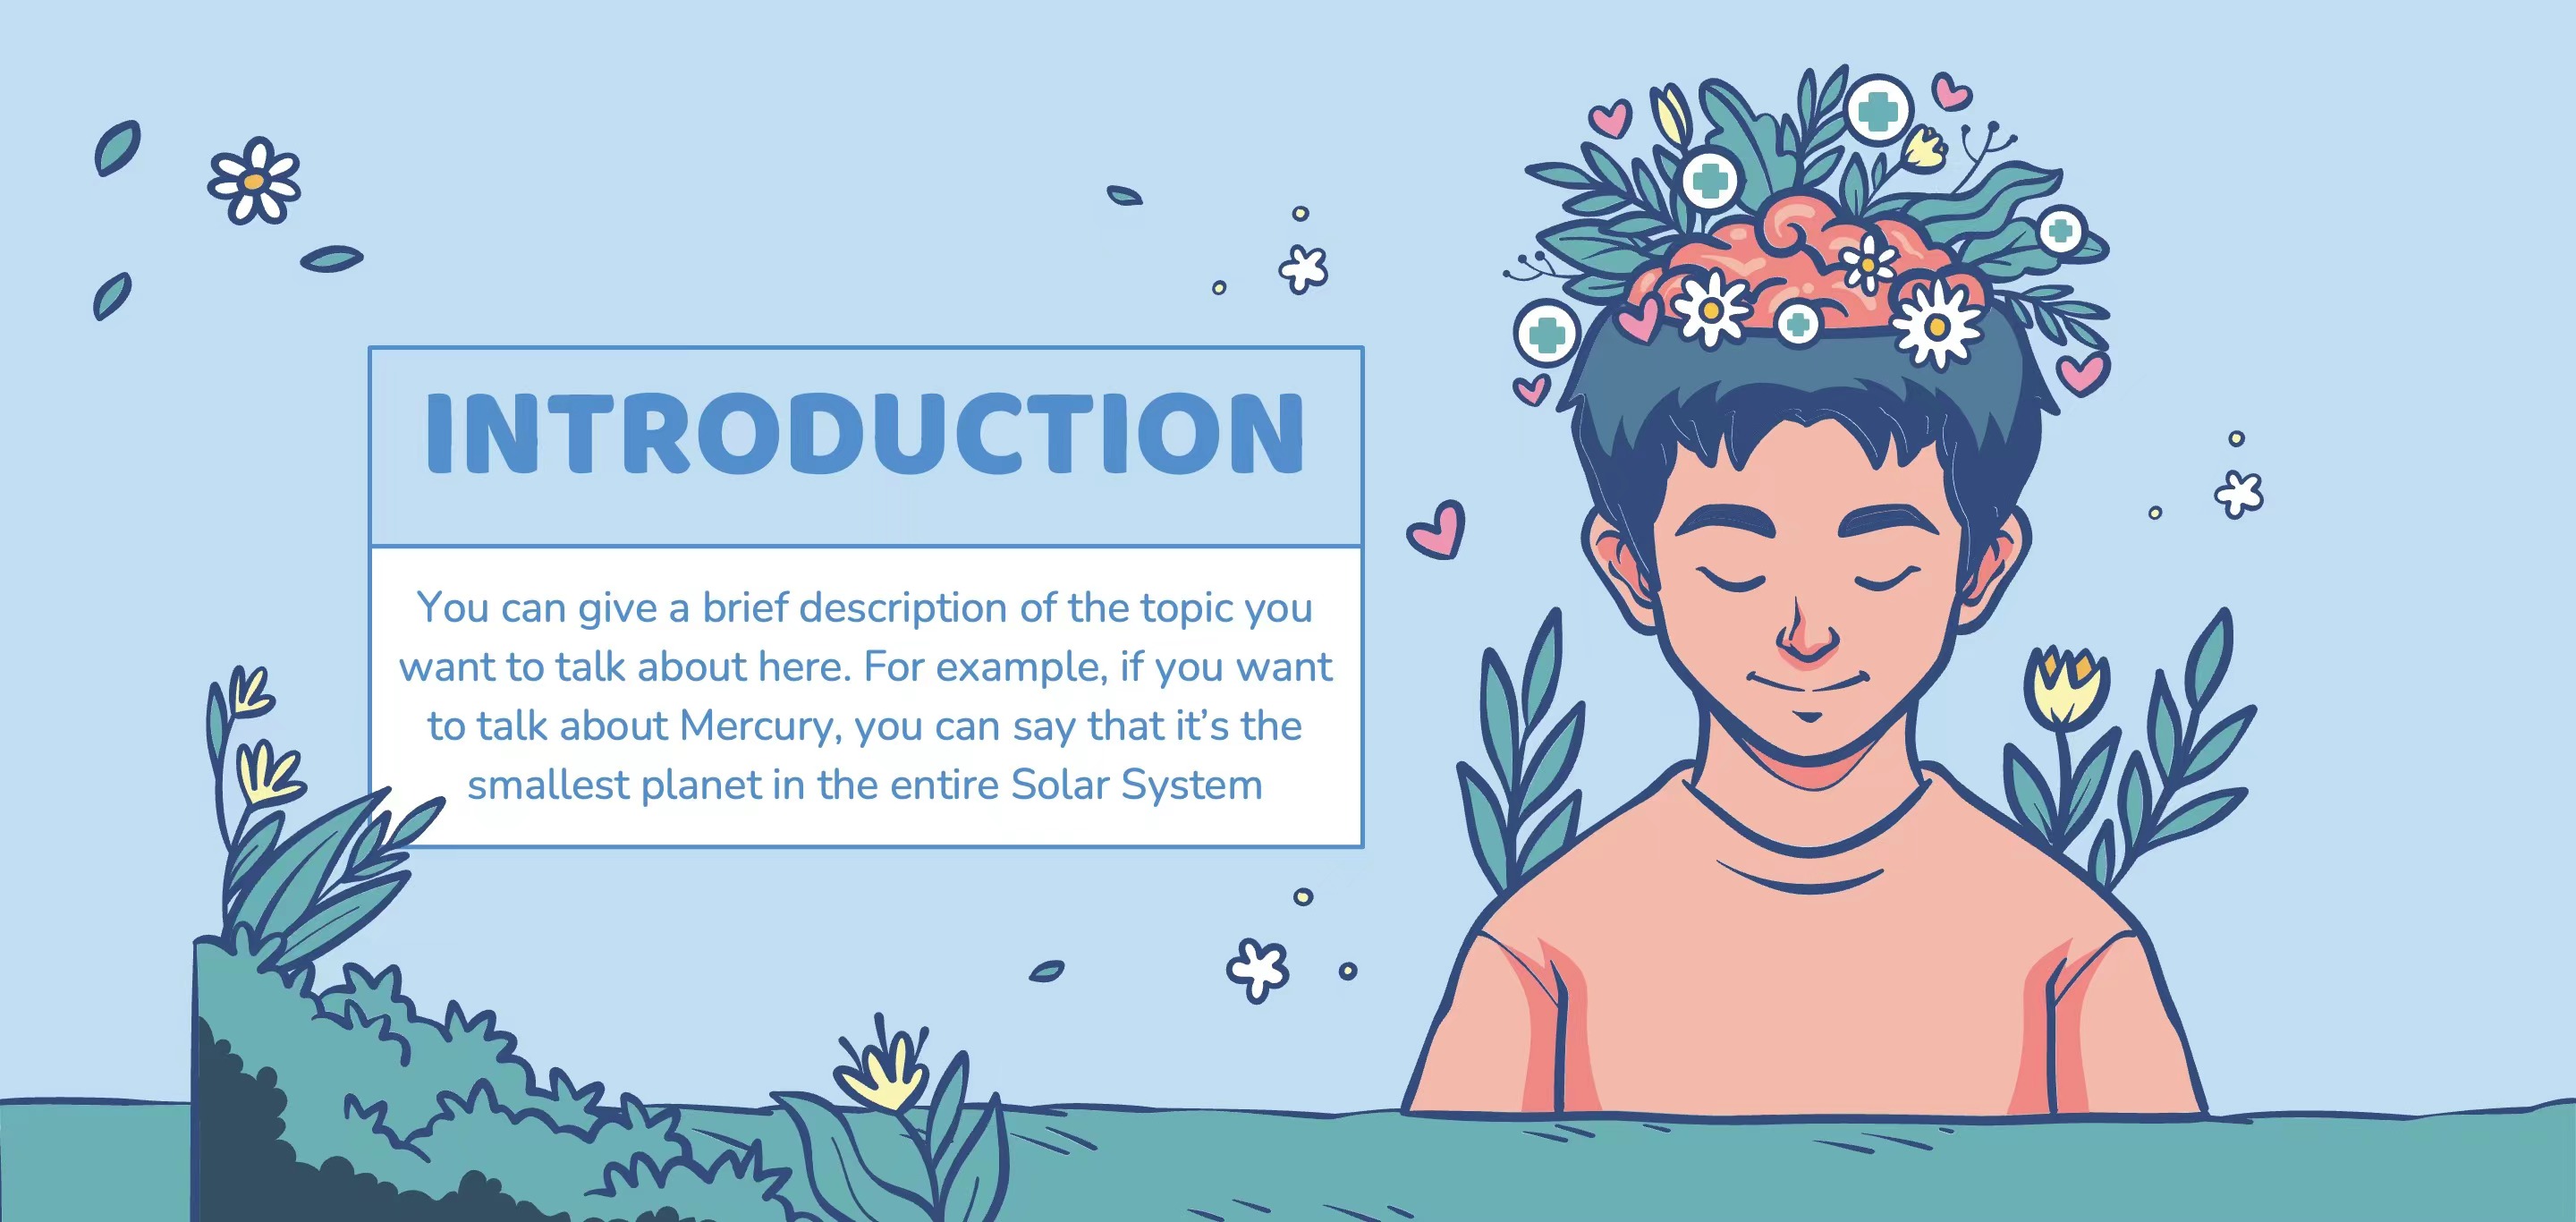 INTRODUCTION
You can give a brief description of the topic you
want to talk about here. For example, if you want
to talk about Mercury, you can say that it’s the
smallest planet in the entire Solar System